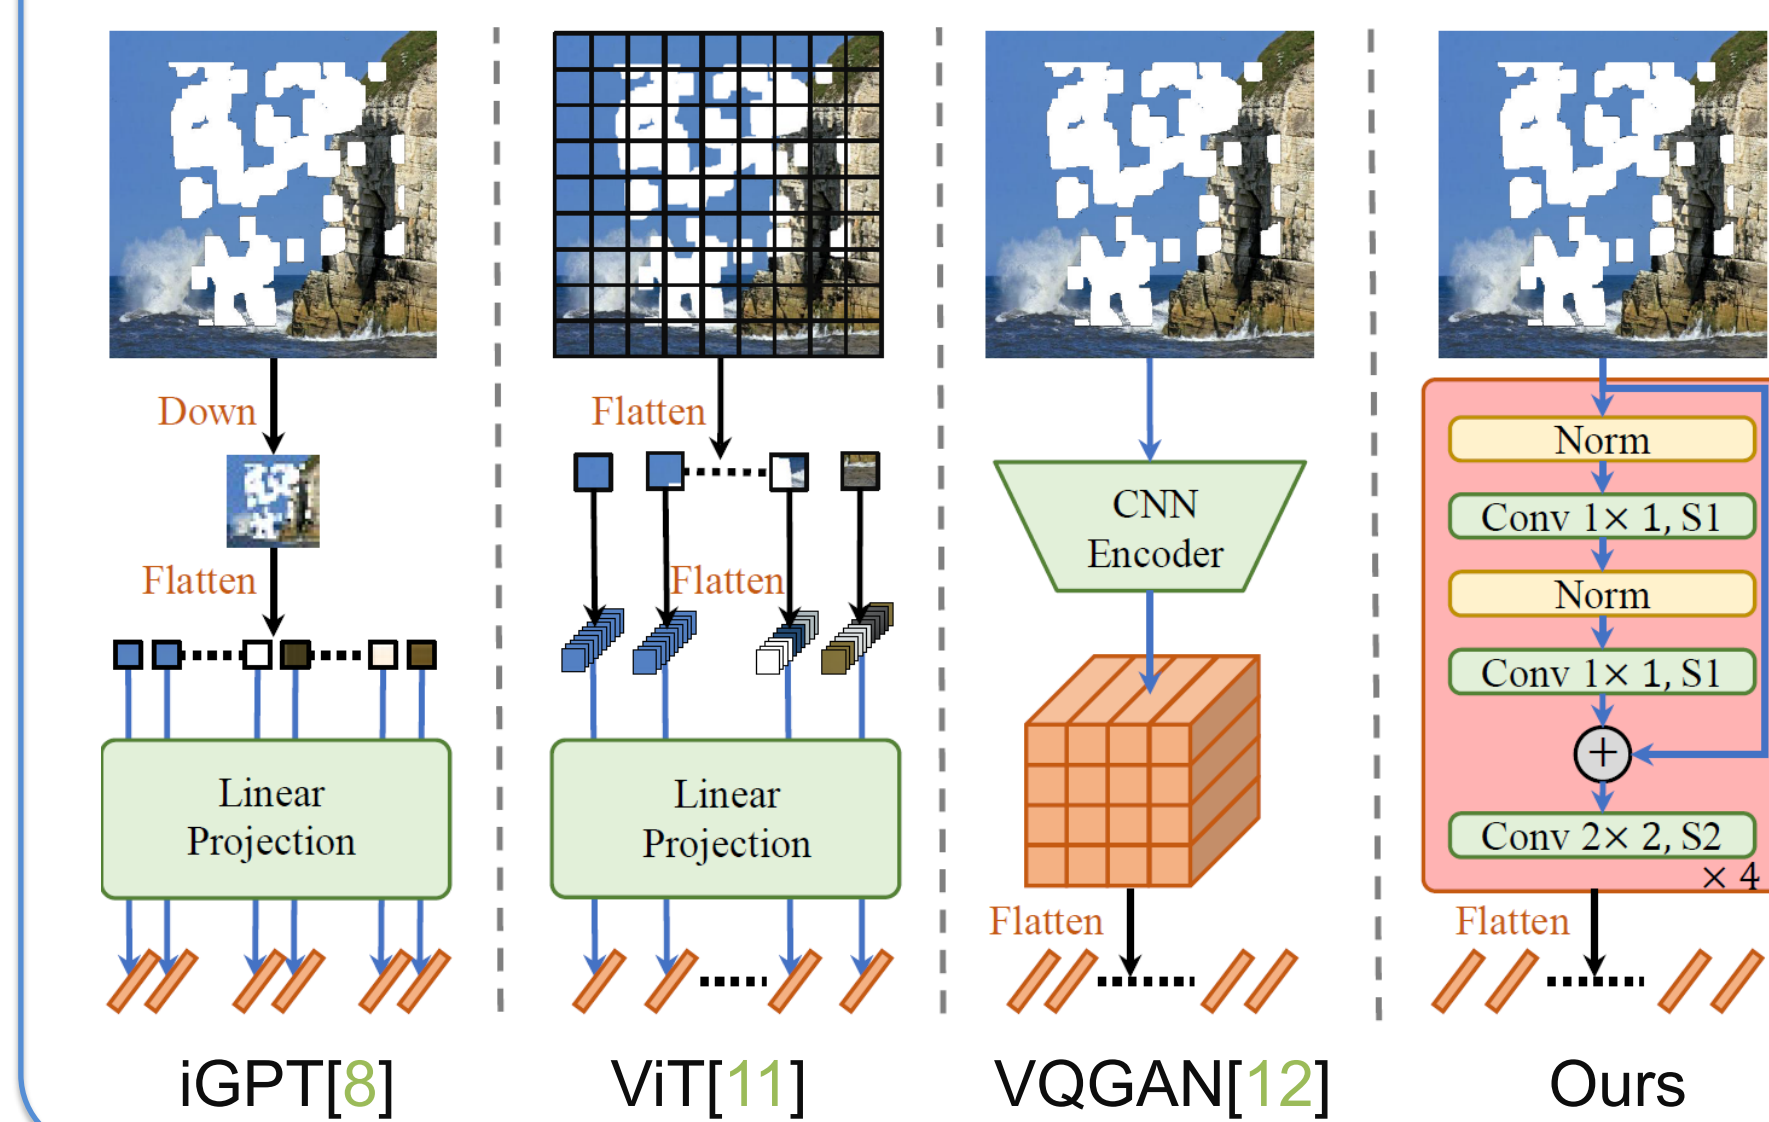 Down
Flatten
Linear
Projection
iGPT[8]
Flatten
Flatten
Linear
Projection
ViT[11]
CNN
Encoder
Flatten
VQGAN[12]
Norm
Conv 1× 1, S1
Norm
Conv 1× 1, S1
+
Conv 2× 2, S2
× 4
Flatten
Ours